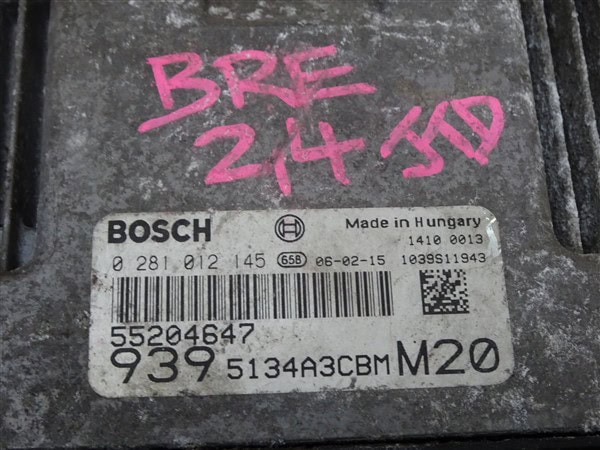 BRE
2,4 JTD
BOSCH Made in Hungary
1410 0013
0 281 012 145 65B 06-02-15 1039S11943
55204647
939 5134A3CBM M20